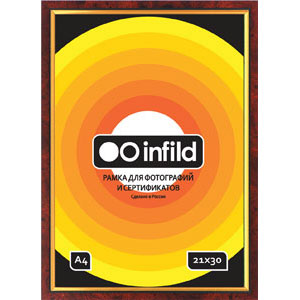 infild
РАМКА ДЛЯ ФОТОГРАФИЙ
И СЕРТИФИКАТОВ
Сделано в России
A4
21x30